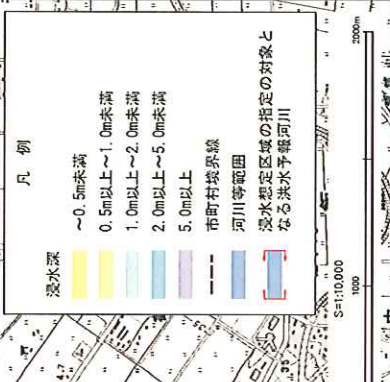 凡 例
浸水深
～0.5m未満
0.5m以上～1.0m未満
1.0m以上～2.0m未満
2.0m以上～5.0m未満
5.0m以上
市町村境界線
河川等範囲
浸水想定区域の指定の対象と
なる洪水予報河川
S=1:10,000
1000
2000m
4.7